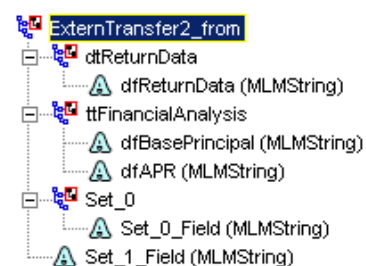 ExternTransfer2_from
dtReturnData
dfReturnData (MLMString)
ttFinancialAnalysis
dfBasePrincipal (MLMString)
dfAPR (MLMString)
Set_0
Set_0_Field (MLMString)
Set_1_Field (MLMString)